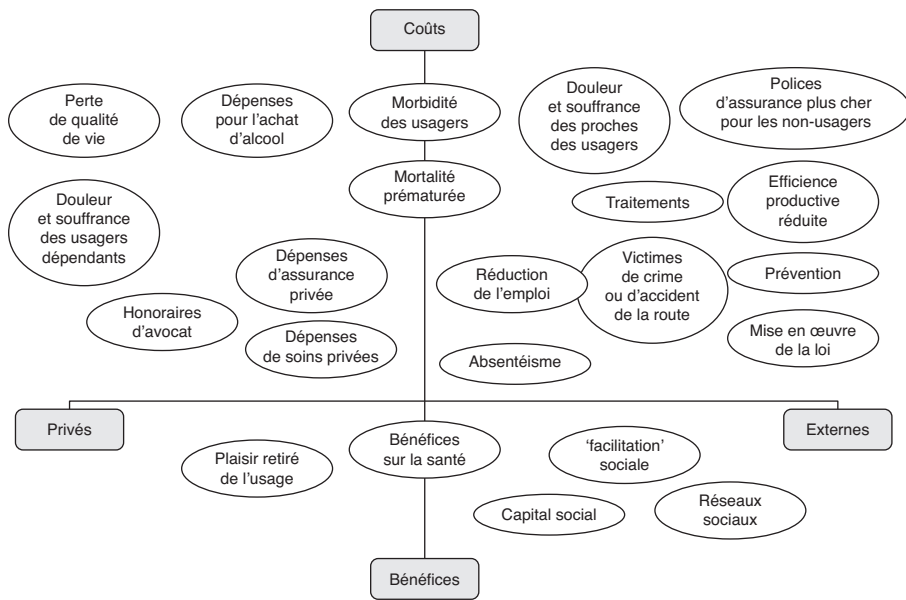 Coûts
Perte
de qualité
de vie
Dépenses
pour l'achat
d'alcool
Morbidité
des usagers
Douleur
et souffrance
des proches
des usagers
Polices
d'assurance plus cher
pour les non-usagers
Mortalité
prématurée
Traitements
Efficience
productive
réduite
Douleur
et souffrance
des usagers
dépendants
Dépenses
d'assurance
privée
Réduction
de l'emploi
Victimes
de crime
ou d'accident
de la route
Prévention
Honoraires
d'avocat
Dépenses
de soins privées
Absentéisme
Mise en œuvre
de la loi
Privés
Externes
Plaisir retiré
de l'usage
Bénéfices
sur la santé
'facilitation'
sociale
Capital social
Réseaux
sociaux
Bénéfices